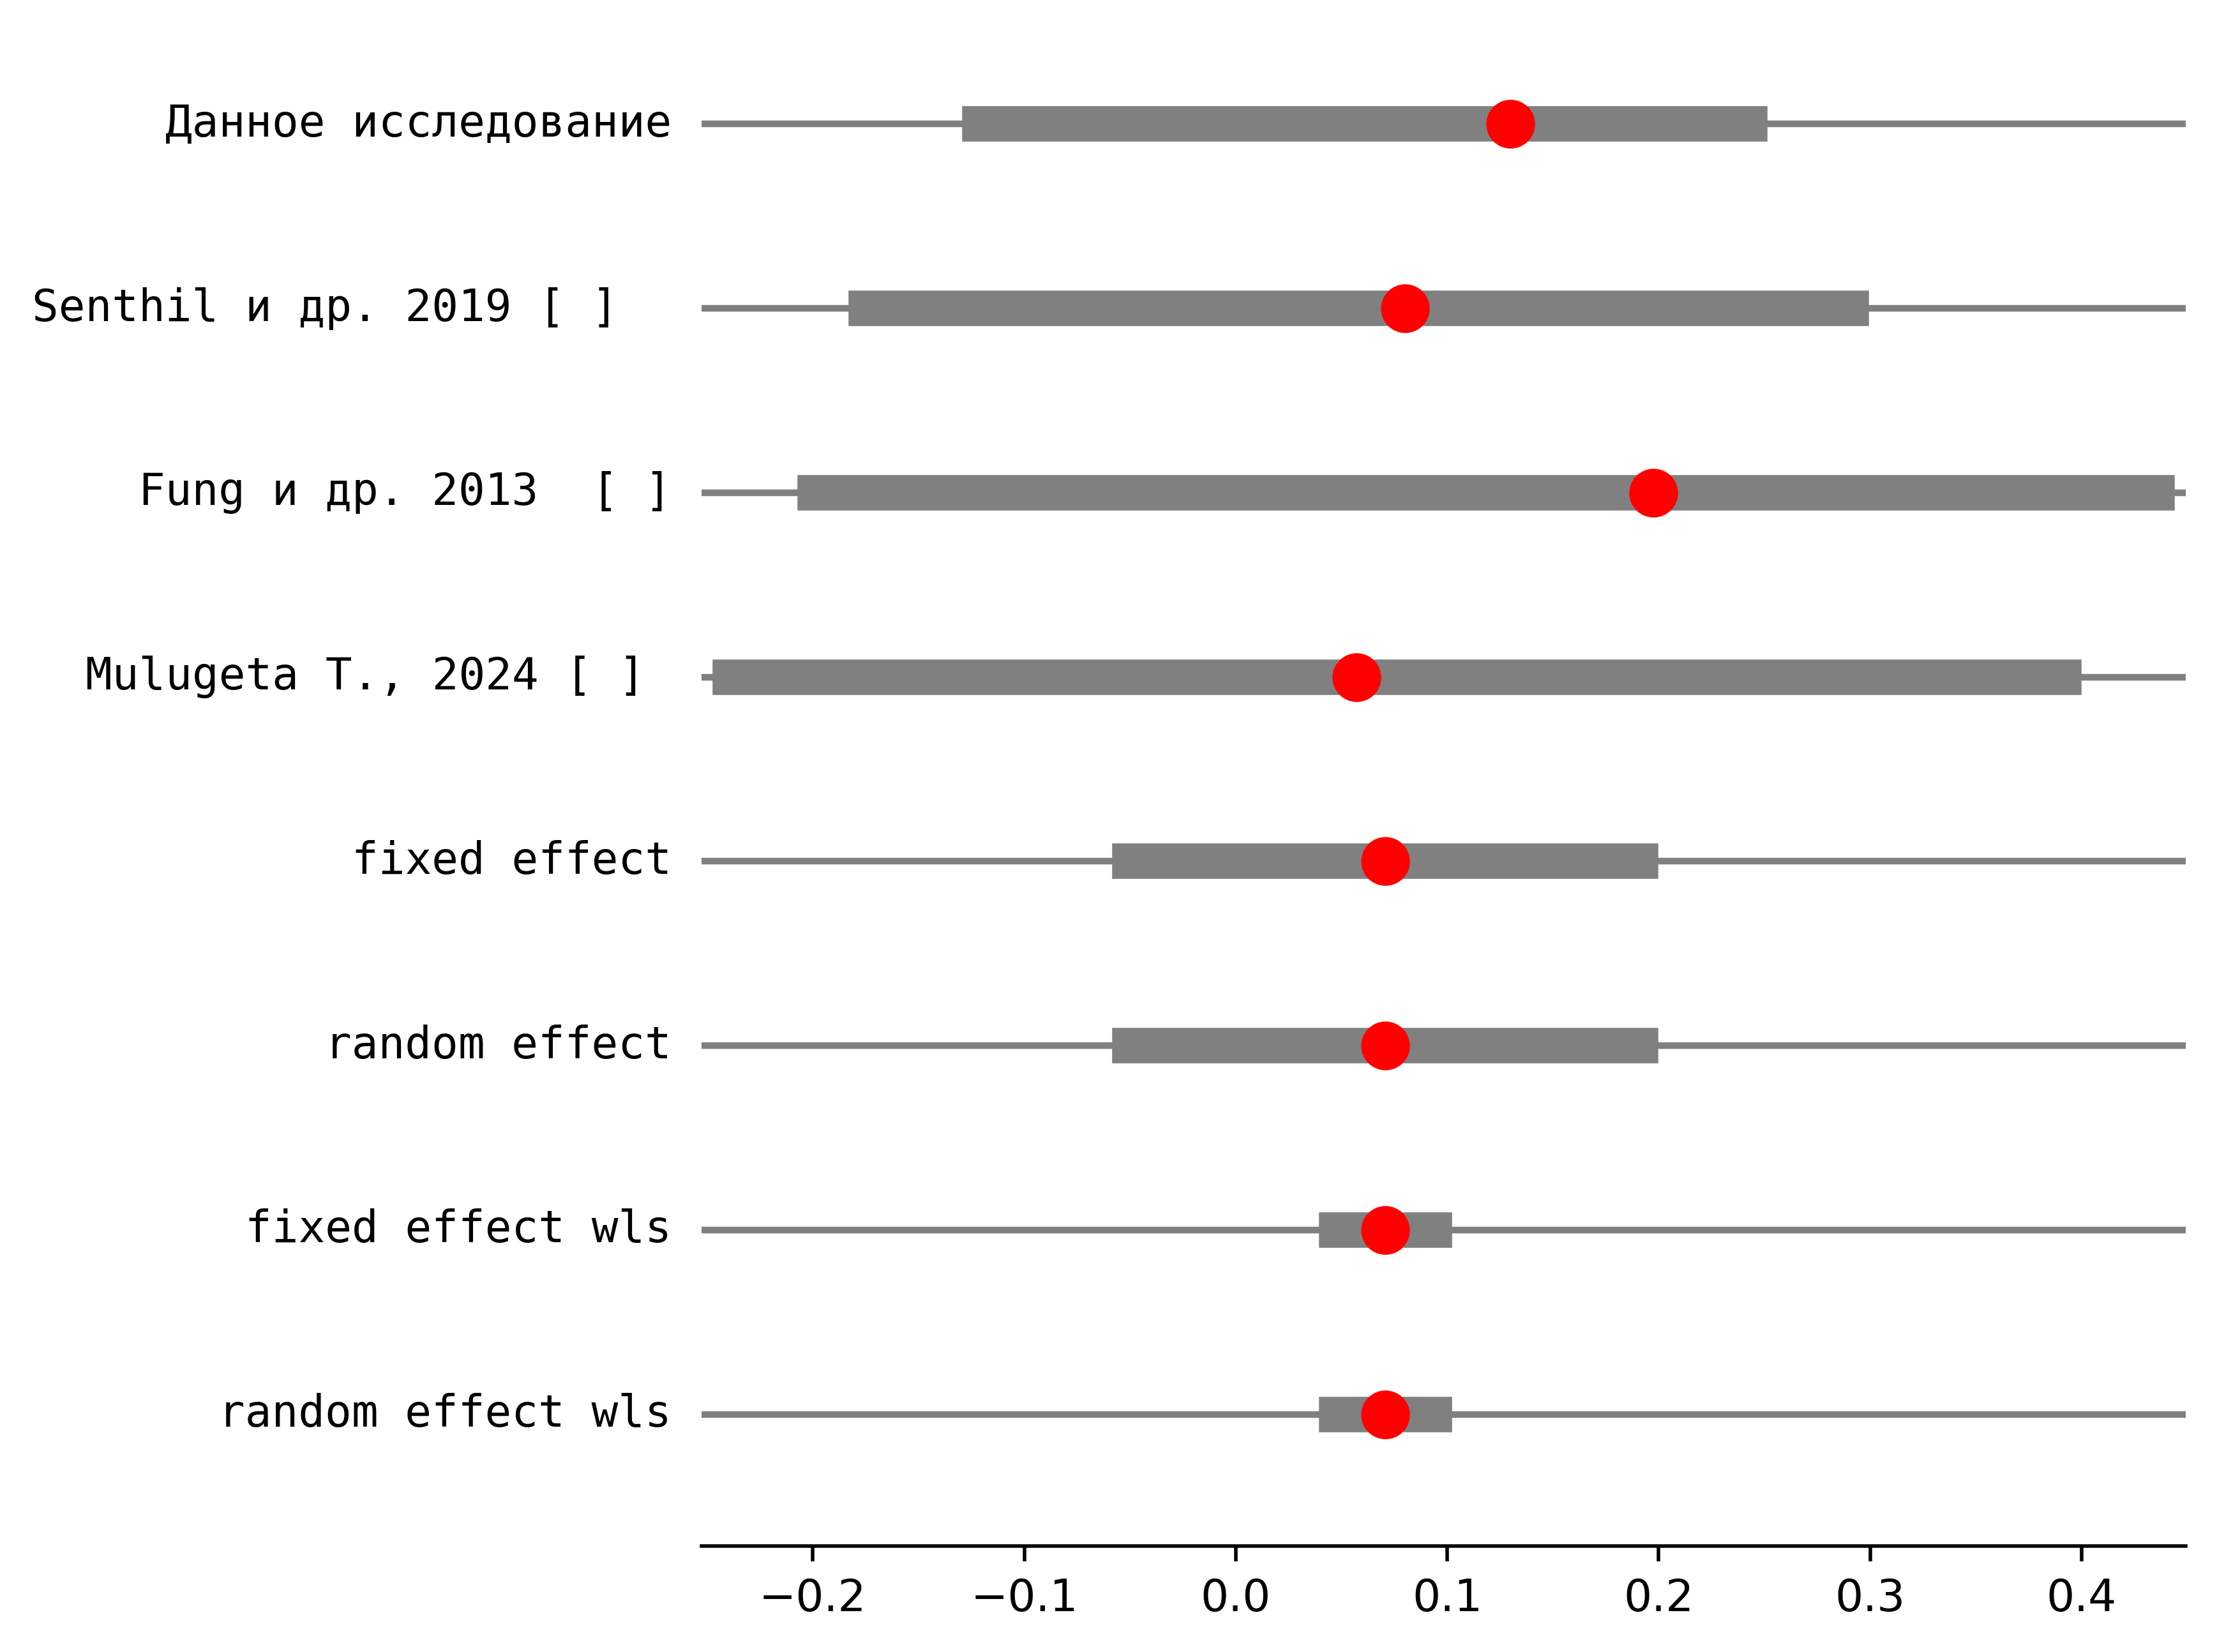 Данное исследование
Senthil и др. 2019 [ ]
Fung и др. 2013  [ ]
Mulugeta T., 2024 [ ]
fixed effect
random effect
fixed effect wls
random effect wls
−0.2 −0.1 0.0 0.1 0.2 0.3 0.4